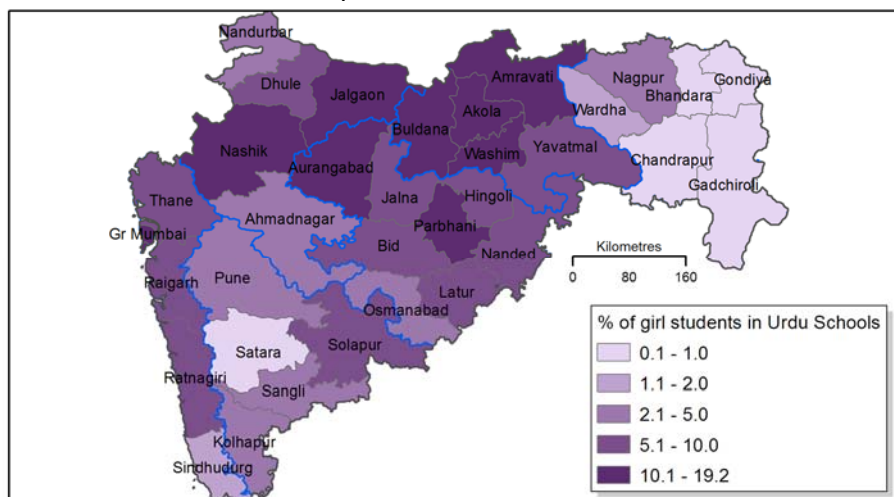 Nandurbar
Dhule
Jalgaon
Amravati
Nagpur
Gondiya
Bhandara
Buldana
Akola
Wardha
Nashik
Aurangabad
Washim
Yavatmal
Chandrapur
Thane
Jalna
Hingoli
Gadchiroli
Ahmadnagar
Parbhani
Gr Mumbai
Bid
Nanded
Kilometres
0 80 160
Raigarh
Pune
Latur
Osmanabad
Satara
Solapur
Ratnagiri
Sangli
Kolhapur
Sindhudurg
% of girl students in Urdu Schools
0.1 - 1.0
1.1 - 2.0
2.1 - 5.0
5.1 - 10.0
10.1 - 19.2